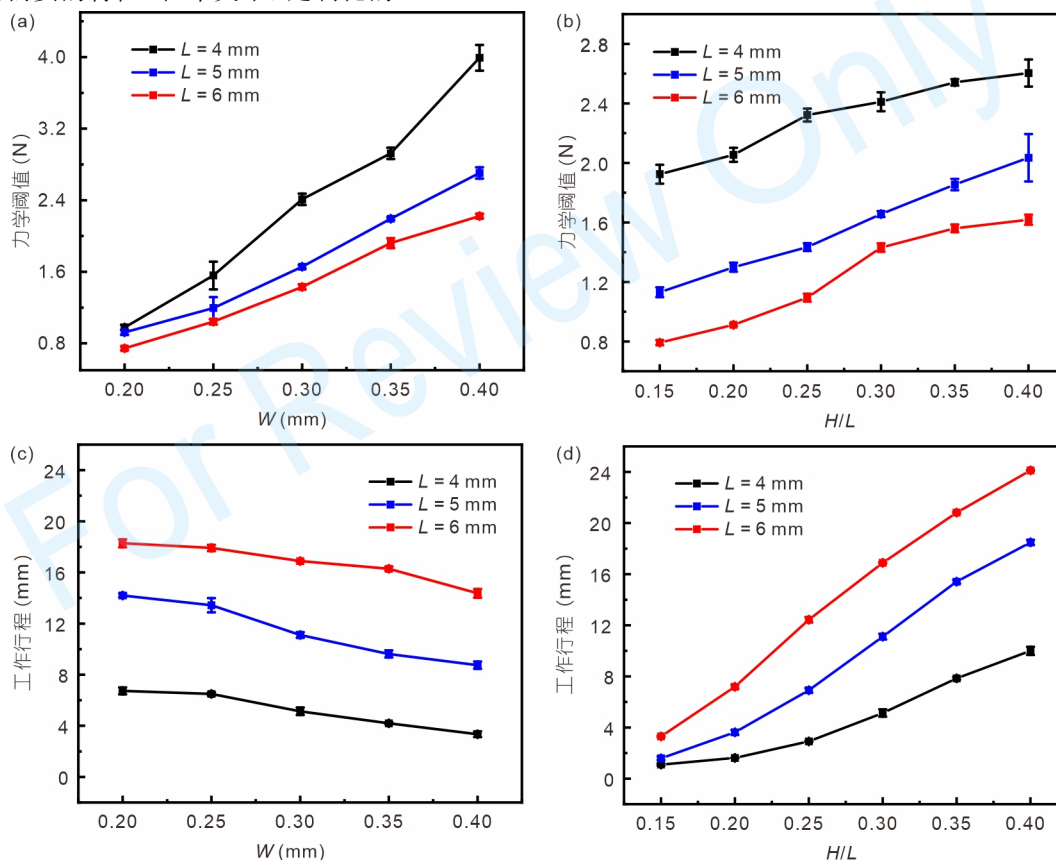 (a)
L = 4 mm
L = 5 mm
L = 6 mm
4.0
3.2
2.4
1.6
0.8
力学阈值 (N)
0.20 0.25 0.30 0.35 0.40
W (mm)
(b)
L = 4 mm
L = 5 mm
L = 6 mm
2.8
2.4
2.0
1.6
1.2
0.8
力学阈值 (N)
0.15 0.20 0.25 0.30 0.35 0.40
H/L
(c)
L = 4 mm
L = 5 mm
L = 6 mm
24
20
16
12
8
4
0
工作行程 (mm)
0.20 0.25 0.30 0.35 0.40
W (mm)
(d)
L = 4 mm
L = 5 mm
L = 6 mm
24
20
16
12
8
4
0
工作行程 (mm)
0.15 0.20 0.25 0.30 0.35 0.40
H/L
For Review Only